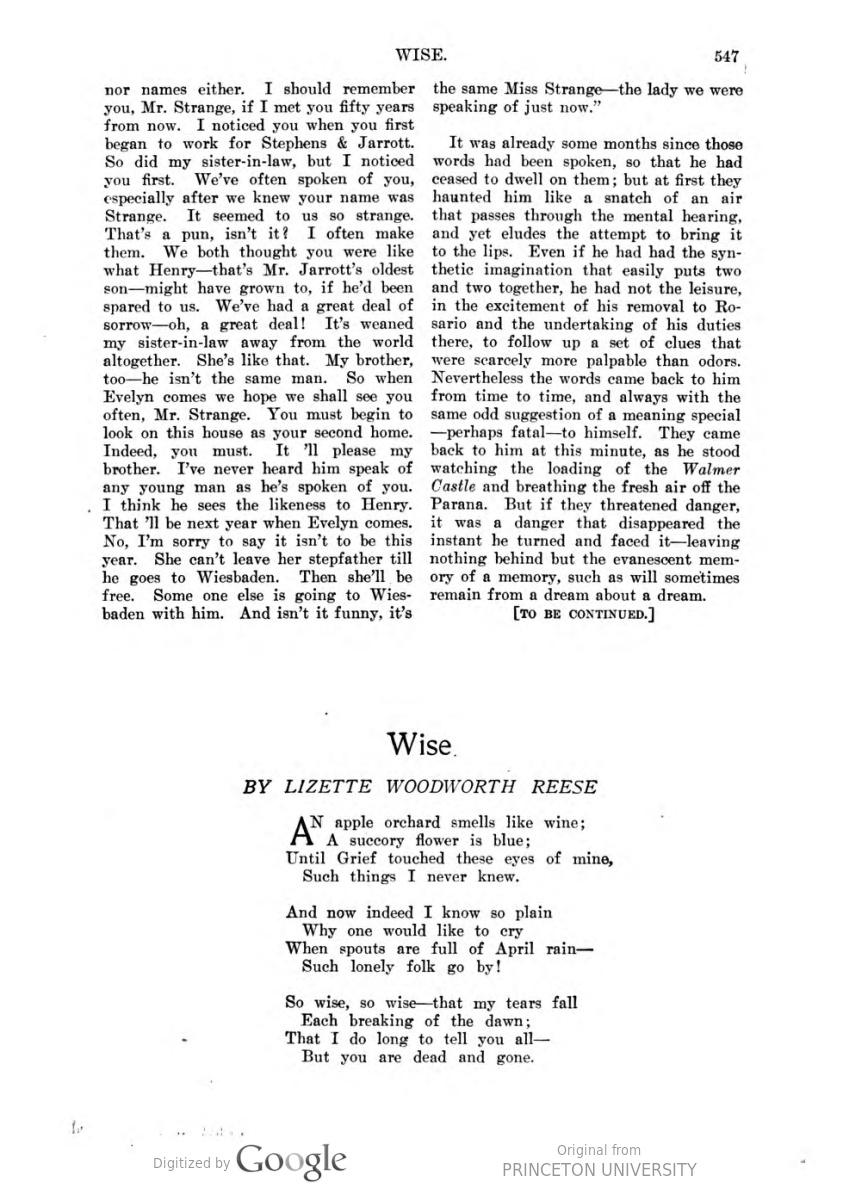 WISE.
547
nor names either. I should remember
you, Mr. Strange, if I met you fifty years
from now. I noticed you when you first
began to work for Stephens & Jarrott.
So did my sister-in-law, but I noticed
you first. We've often spoken of you,
especially after we knew your name was
Strange. It seemed to us so strange.
That's a pun, isn't it? I often make
them. We both thought you were like
what Henry—that's Mr. Jarrott's oldest
son—might have grown to, if he'd been
spared to us. We've had a great deal of
sorrow—oh, a great deal! It's weaned
my sister-in-law away from the world
altogether. She's like that. My brother,
too—he isn't the same man. So when
Evelyn comes we hope we shall see you
often, Mr. Strange. You must begin to
look on this house as your second home.
Indeed, you must. It 'll please my
brother. I've never heard him speak of
any young man as he's spoken of you.
I think he sees the likeness to Henry.
That 'll be next year when Evelyn comes.
No, I'm sorry to say it isn't to be this
year. She can't leave her stepfather till
he goes to Wiesbaden. Then she'll be
free. Some one else is going to Wies-
baden with him. And isn't it funny, it's
the same Miss Strange—the lady we were
speaking of just now."
It was already some months since those
words had been spoken, so that he had
ceased to dwell on them; but at first they
haunted him like a snatch of an air
that passes through the mental hearing,
and yet eludes the attempt to bring it
to the lips. Even if he had had the syn-
thetic imagination that easily puts two
and two together, he had not the leisure,
in the excitement of his removal to Ro-
sario and the undertaking of his duties
there, to follow up a set of clues that
were scarcely more palpable than odors.
Nevertheless the words came back to him
from time to time, and always with the
same odd suggestion of a meaning special
—perhaps fatal—to himself. They came
back to him at this minute, as he stood
watching the loading of the Walmer
Castle and breathing the fresh air off the
Parana. But if they threatened danger,
it was a danger that disappeared the
instant he turned and faced it—leaving
nothing behind but the evanescent mem-
ory of a memory, such as will sometimes
remain from a dream about a dream.
[TO BE CONTINUED.]
Wise.
BY LIZETTE WOODWORTH REESE
AN apple orchard smells like wine;
A succory flower is blue;
Until Grief touched these eyes of mine,
Such things I never knew.
And now indeed I know so plain
Why one would like to cry
When spouts are full of April rain—
Such lonely folk go by!
So wise, so wise—that my tears fall
Each breaking of the dawn;
That I do long to tell you all—
But you are dead and gone.
Digitized by Google
Original from
PRINCETON UNIVERSITY